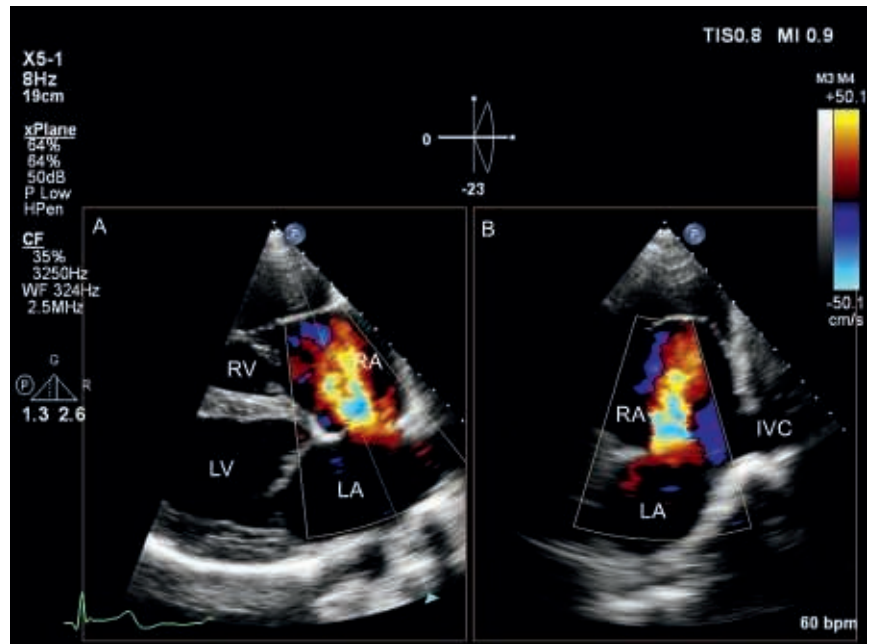 TIS0.8 MI 0.9
X5-1
8Hz
19cm
xPlane
64%
64%
50dB
P Low
HPen
CF
35%
3250Hz
WF 324Hz
2.5MHz
P
G
R
1.3 2.6
0
-23
M3 M4
+50.1
-50.1
cm/s
A
P
RV
RA
LV
LA
B
P
RA
IVC
LA
60 bpm